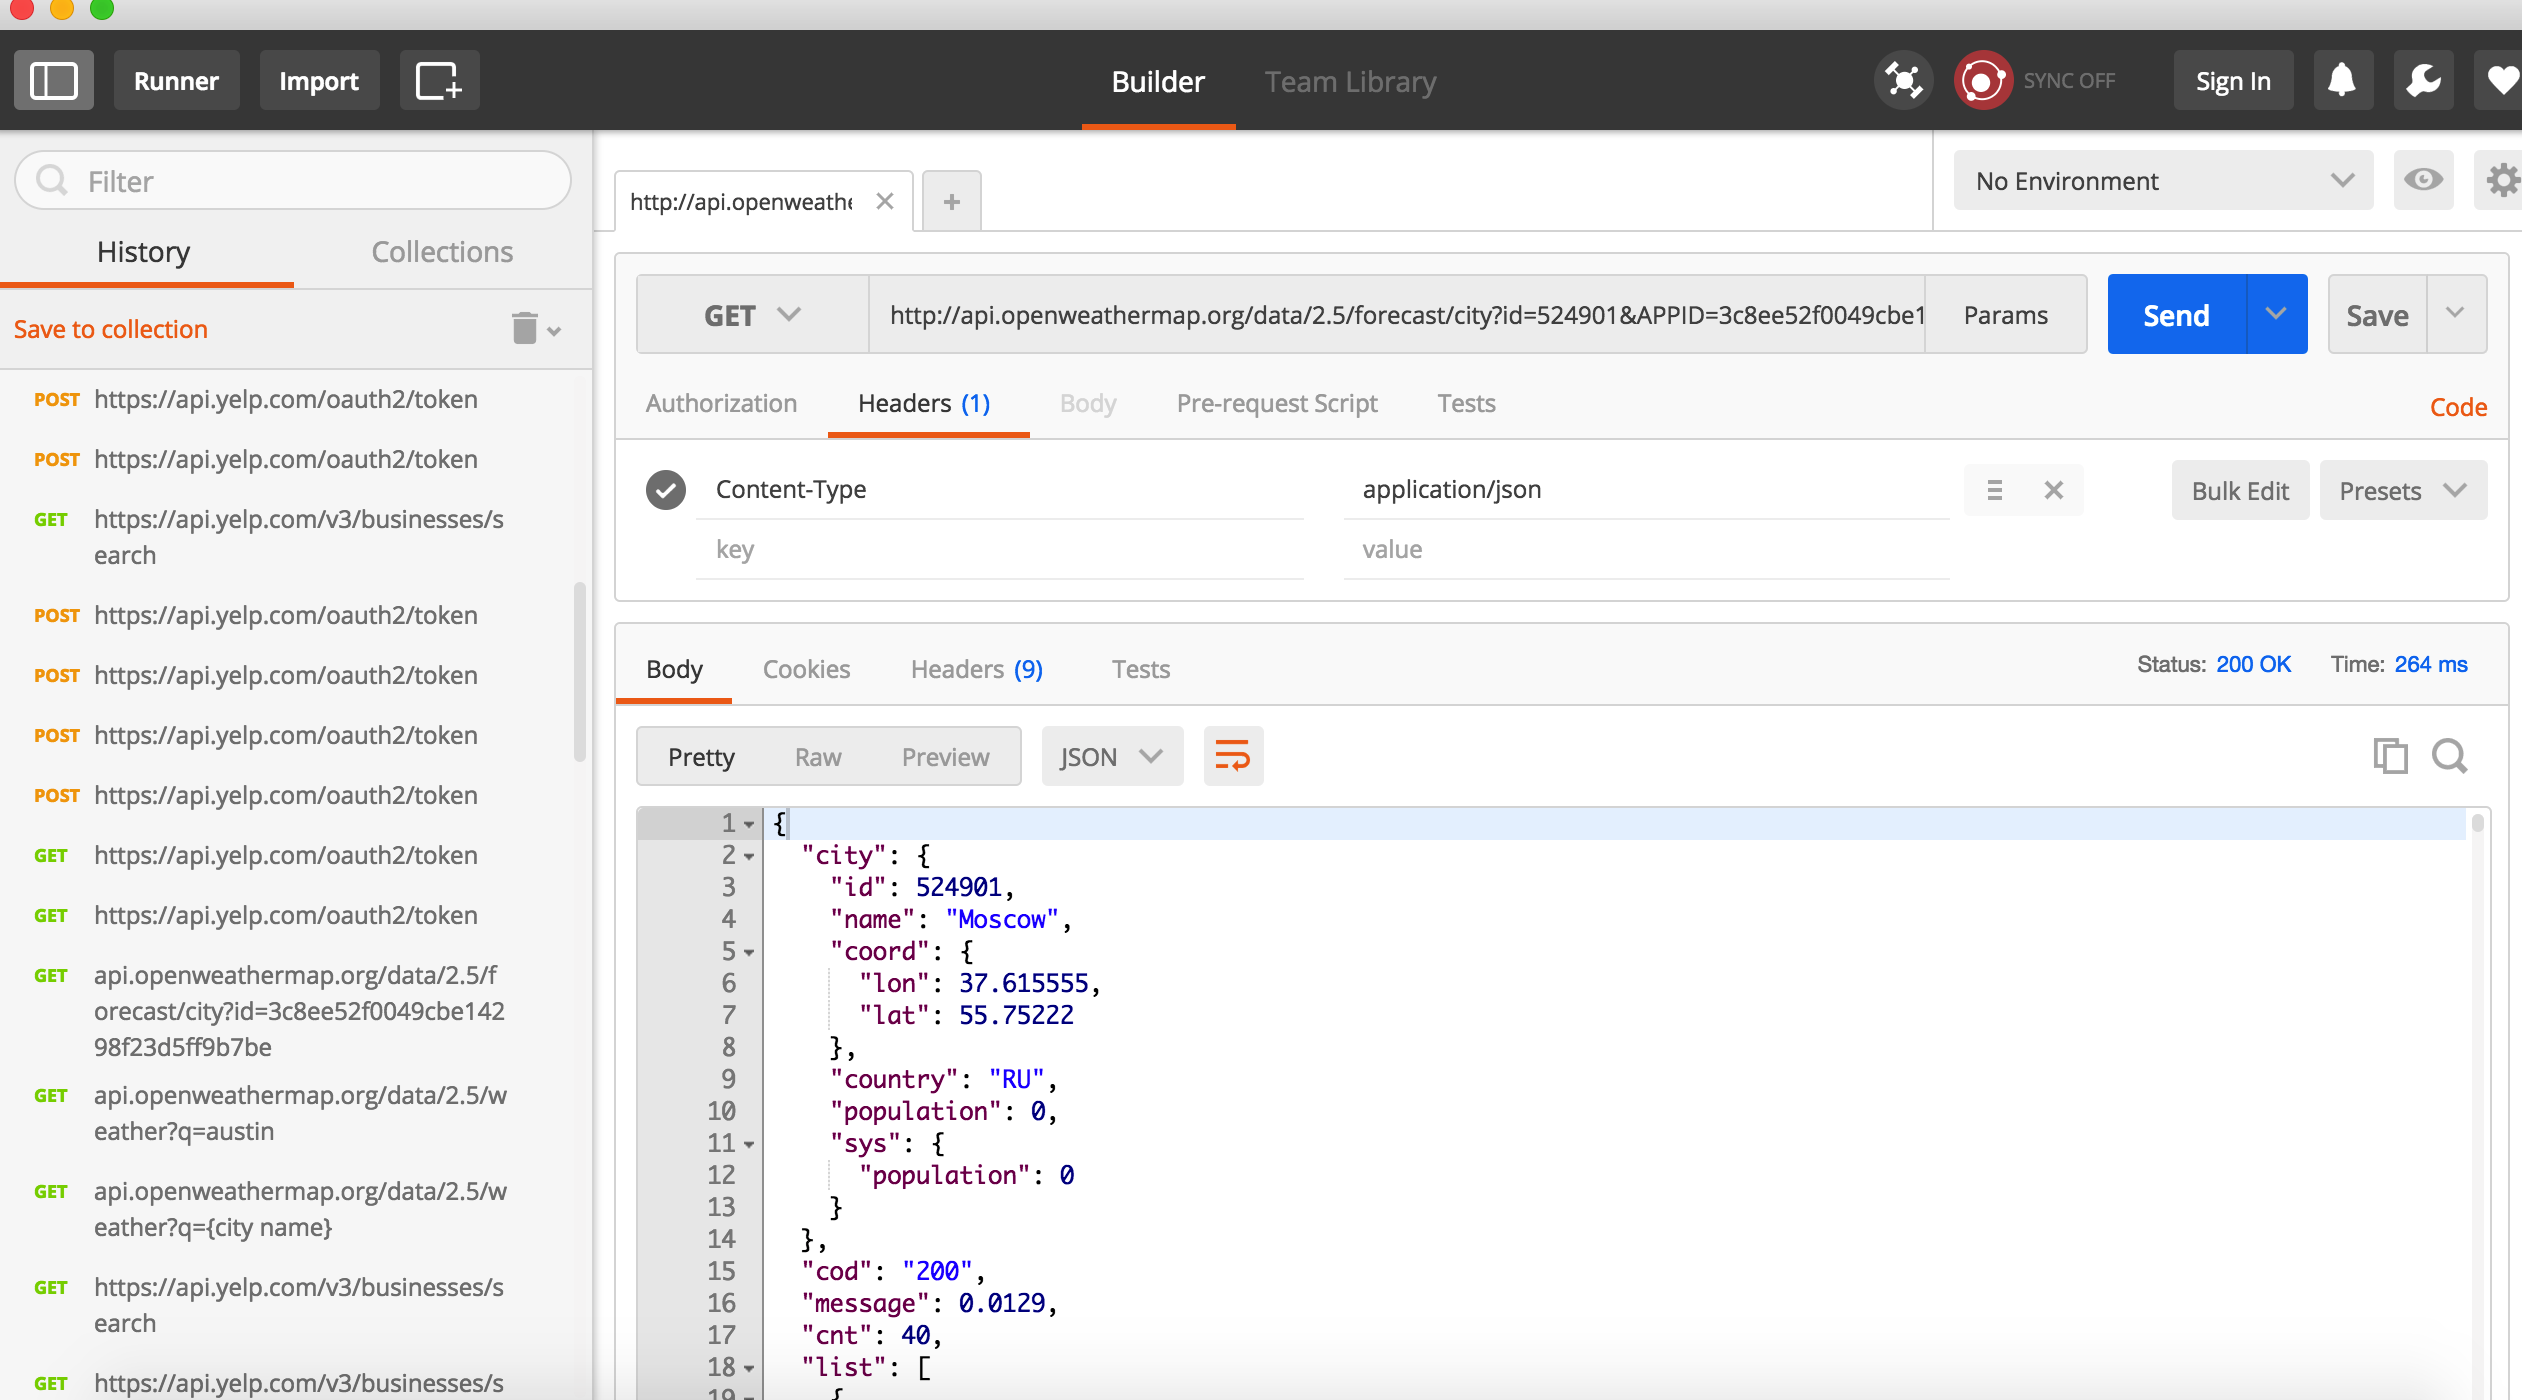 Runner
Import
Builder
Team Library
SYNC OFF
Sign In
Filter
History
Collections
Save to collection
POST https://api.yelp.com/oauth2/token
POST https://api.yelp.com/oauth2/token
GET https://api.yelp.com/v3/businesses/s
earch
POST https://api.yelp.com/oauth2/token
POST https://api.yelp.com/oauth2/token
POST https://api.yelp.com/oauth2/token
POST https://api.yelp.com/oauth2/token
GET https://api.yelp.com/oauth2/token
GET https://api.yelp.com/oauth2/token
GET api.openweathermap.org/data/2.5/f
orecast/city?id=3c8ee52f0049cbe142
98f23d5ff9b7be
GET api.openweathermap.org/data/2.5/w
eather?q=austin
GET api.openweathermap.org/data/2.5/w
eather?q={city name}
GET https://api.yelp.com/v3/businesses/s
earch
GET https://api.yelp.com/v3/businesses/s
http://api.openweathe
No Environment
GET http://api.openweathermap.org/data/2.5/forecast/city?id=524901&APPID=3c8ee52f0049cbe1 Params Send Save
Authorization Headers (1) Body Pre-request Script Tests Code
Content-Type application/json Bulk Edit Presets
key value
Body Cookies Headers (9) Tests Status: 200 OK Time: 264 ms
Pretty Raw Preview JSON
1 {
2 "city": {
3 "id": 524901,
4 "name": "Moscow",
5 "coord": {
6 "lon": 37.615555,
7 "lat": 55.75222
8 },
9 "country": "RU",
10 "population": 0,
11 "sys": {
12 "population": 0
13 }
14 },
15 "cod": "200",
16 "message": 0.0129,
17 "cnt": 40,
18 "list": [
19 {